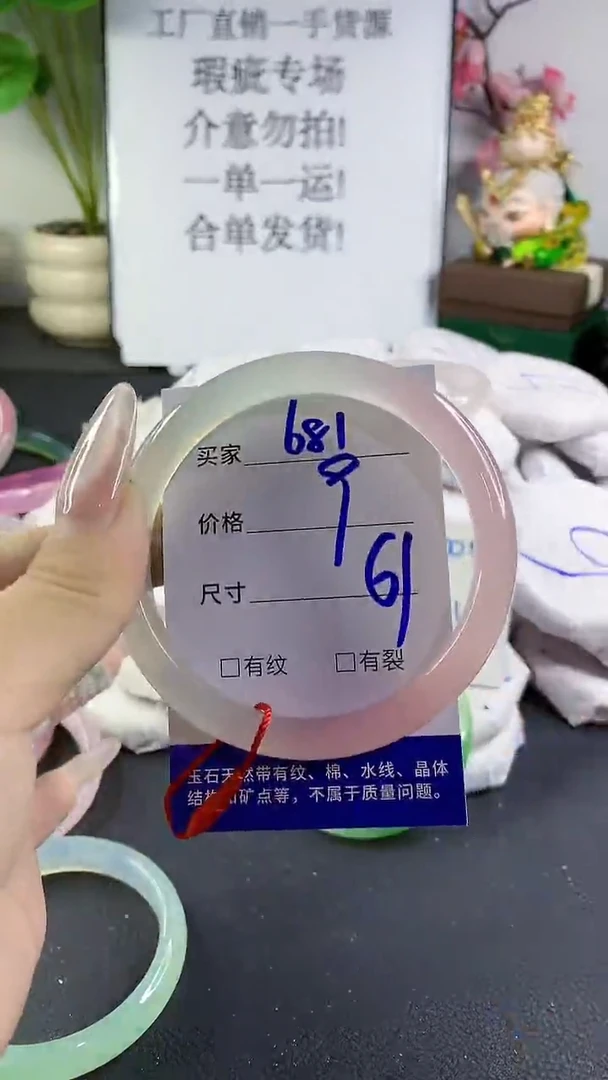 工厂直销一手货源
瑕疵专场
介意勿拍!
一单一运!
合单发货!
买家 681
价格 9
尺寸 61
□有纹 □有裂
玉石天然带有纹、棉、水线、晶体
结构 矿点等，不属于质量问题。